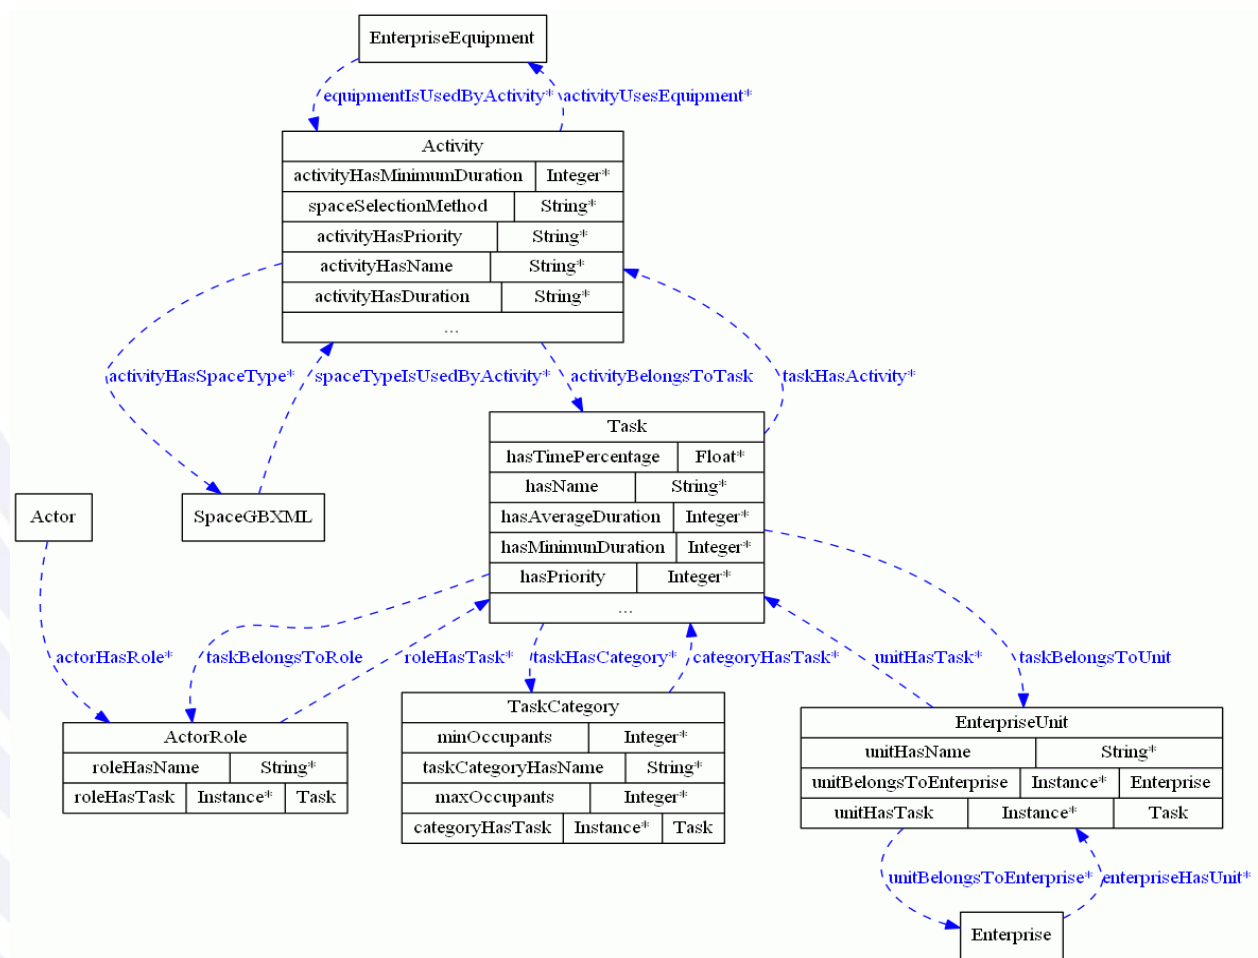 EnterpriseEquipment
equipmentIsUsedByActivity* activityUsesEquipment*
Activity
activityHasMinimumDuration Integer*
spaceSelectionMethod String*
activityHasPriority String*
activityHasName String*
activityHasDuration String*
...
activityHasSpaceType* spaceTypeIsUsedByActivity* activityBelongsToTask taskHasActivity*
Task
hasTimePercentage Float*
hasName String*
hasAverageDuration Integer*
hasMinimunDuration Integer*
hasPriority Integer*
...
Actor
SpaceGBXML
actorHasRole* taskBelongsToRole roleHasTask* taskHasCategory* categoryHasTask* unitHasTask* taskBelongsToUnit
ActorRole
roleHasName String*
roleHasTask Instance* Task
TaskCategory
minOccupants Integer*
taskCategoryHasName String*
maxOccupants Integer*
categoryHasTask Instance* Task
EnterpriseUnit
unitHasName String*
unitBelongsToEnterprise Instance* Enterprise
unitHasTask Instance* Task
unitBelongsToEnterprise* enterpriseHasUnit*
Enterprise